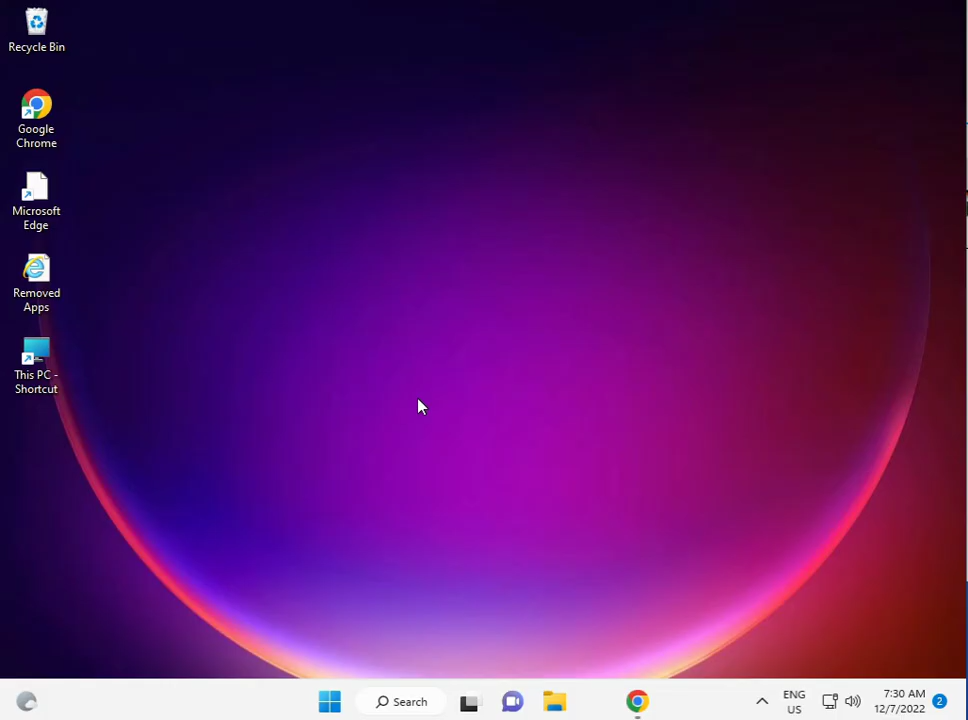 Recycle Bin
Google
Chrome
Microsoft
Edge
Removed
Apps
This PC -
Shortcut
Search
ENG
US
7:30 AM
12/7/2022
2